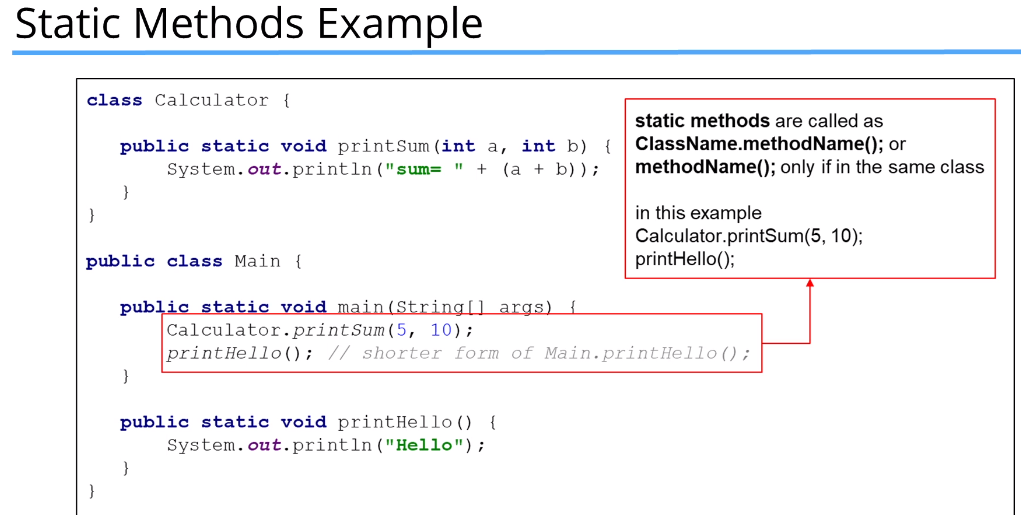 Static Methods Example
class Calculator {
public static void printSum(int a, int b) {
System.out.println("sum= " + (a + b));
}
}
public class Main {
public static void main(String[] args) {
Calculator.printSum(5, 10);
printHello(); // shorter form of Main.printHello();
}
public static void printHello() {
System.out.println("Hello");
}
}
static methods are called as
ClassName.methodName(); or
methodName(); only if in the same class
in this example
Calculator.printSum(5, 10);
printHello();